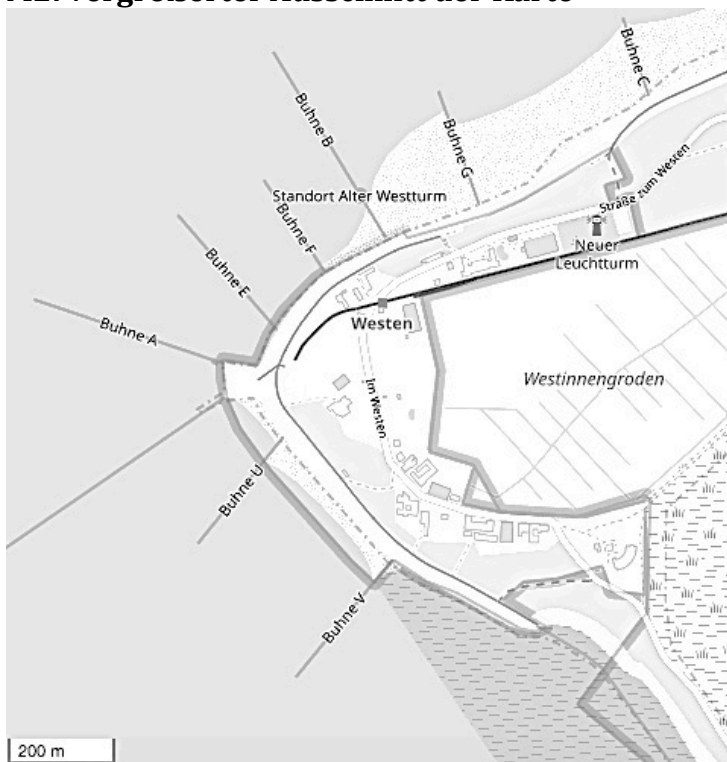 M2: Vergrößerter Ausschnitt der Karte
Buhne C
Buhne B
Buhne G
Standort Alter Westturm
Straße zum Westen
Buhne F
Neuer
Leuchtturm
Buhne E
Westen
Buhne A
Westinnengroden
Im Westen
Buhne U
Buhne V
200 m